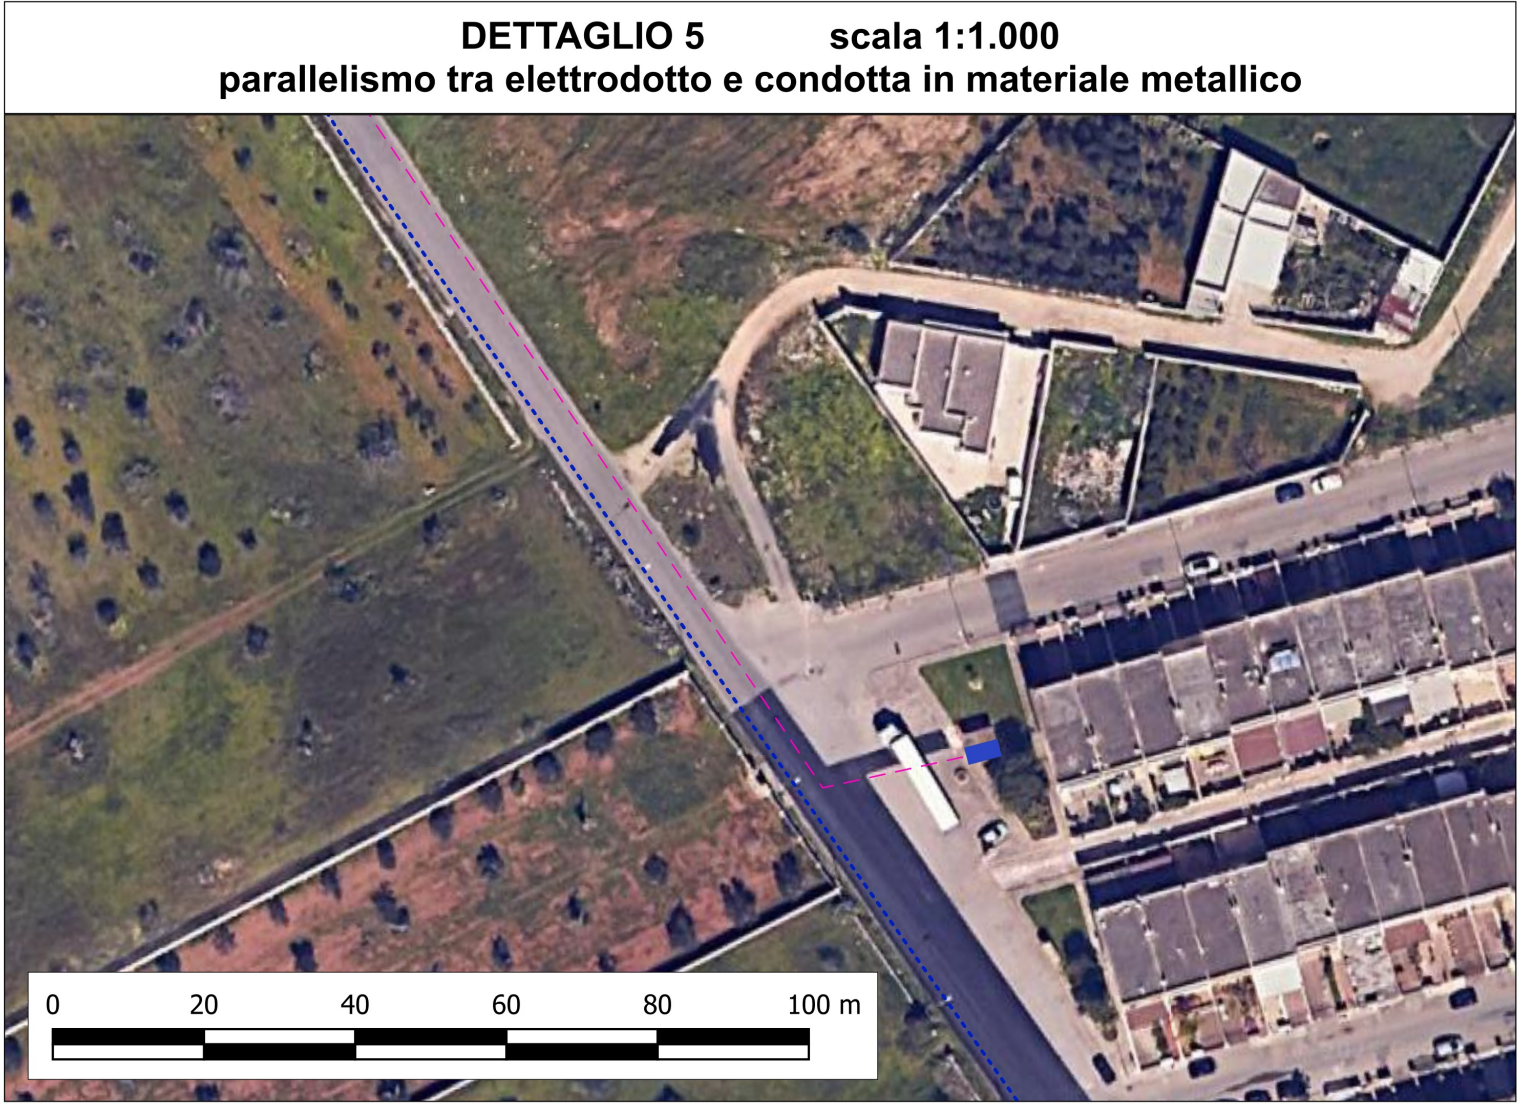 DETTAGLIO 5 scala 1:1.000
parallelismo tra elettrodotto e condotta in materiale metallico
0 20 40 60 80 100 m